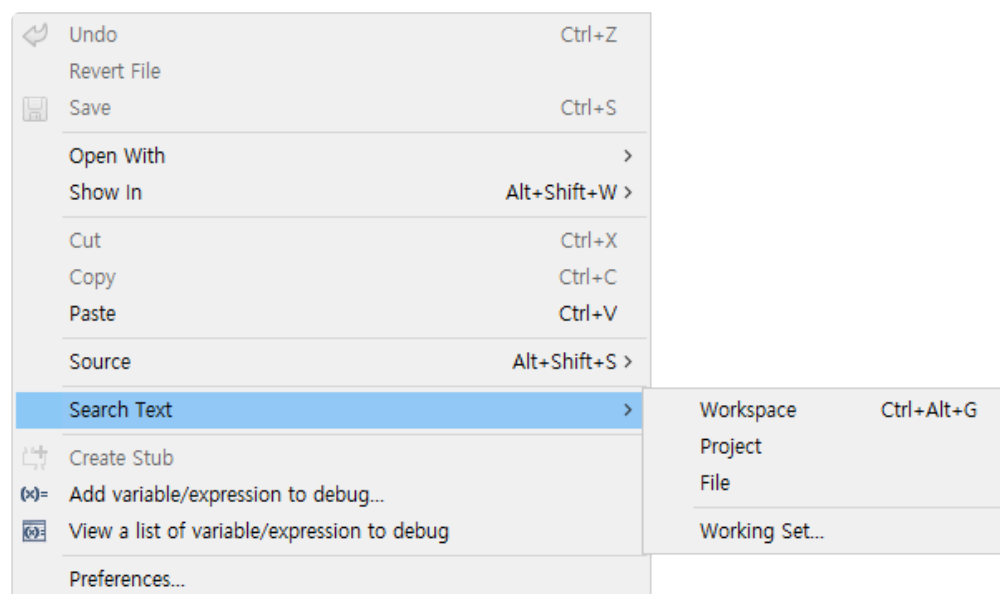 Undo Ctrl+Z
Revert File
Save Ctrl+S
Open With >
Show In Alt+Shift+W >
Cut Ctrl+X
Copy Ctrl+C
Paste Ctrl+V
Source Alt+Shift+S >
Search Text >
Workspace Ctrl+Alt+G
Project
File
Working Set...
Create Stub
(x)= Add variable/expression to debug...
View a list of variable/expression to debug
Preferences...